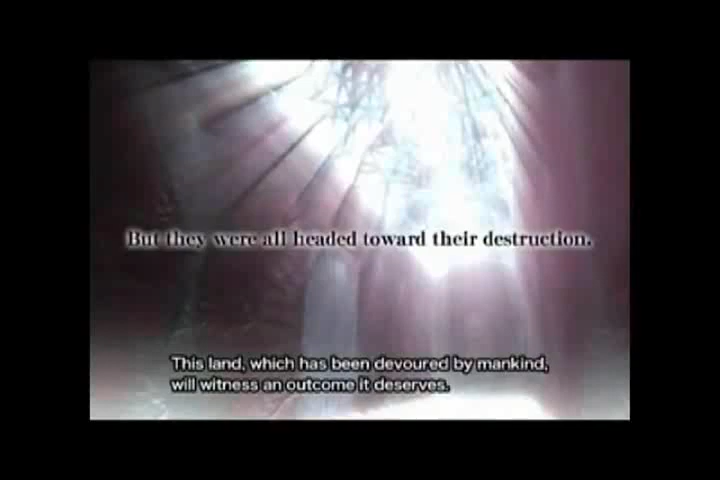 But they were all headed toward their destruction.
This land, which has been devoured by mankind,
will witness an outcome it deserves.